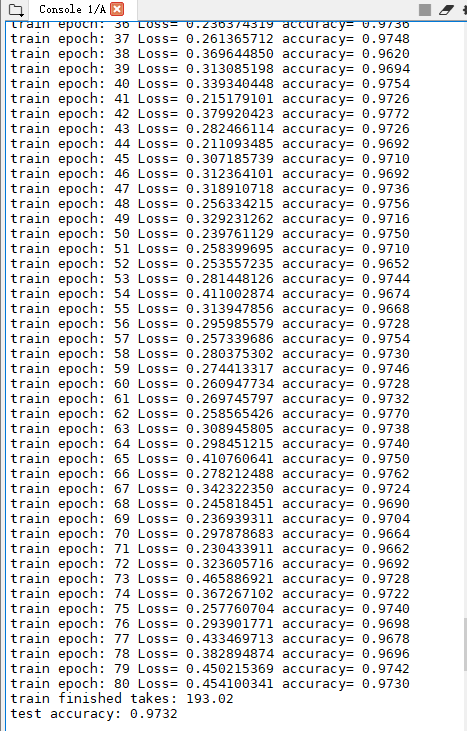 Console 1/A
train epoch: 36 Loss= 0.236374319 accuracy= 0.9736
train epoch: 37 Loss= 0.261365712 accuracy= 0.9748
train epoch: 38 Loss= 0.369644850 accuracy= 0.9620
train epoch: 39 Loss= 0.313085198 accuracy= 0.9694
train epoch: 40 Loss= 0.339340448 accuracy= 0.9754
train epoch: 41 Loss= 0.215179101 accuracy= 0.9726
train epoch: 42 Loss= 0.379920423 accuracy= 0.9772
train epoch: 43 Loss= 0.282466114 accuracy= 0.9726
train epoch: 44 Loss= 0.211093485 accuracy= 0.9692
train epoch: 45 Loss= 0.307185739 accuracy= 0.9710
train epoch: 46 Loss= 0.312364101 accuracy= 0.9692
train epoch: 47 Loss= 0.318910718 accuracy= 0.9736
train epoch: 48 Loss= 0.256334215 accuracy= 0.9756
train epoch: 49 Loss= 0.329231262 accuracy= 0.9716
train epoch: 50 Loss= 0.239761129 accuracy= 0.9750
train epoch: 51 Loss= 0.258399695 accuracy= 0.9710
train epoch: 52 Loss= 0.253557235 accuracy= 0.9652
train epoch: 53 Loss= 0.281448126 accuracy= 0.9744
train epoch: 54 Loss= 0.411002874 accuracy= 0.9674
train epoch: 55 Loss= 0.313947856 accuracy= 0.9668
train epoch: 56 Loss= 0.295985579 accuracy= 0.9728
train epoch: 57 Loss= 0.257339686 accuracy= 0.9754
train epoch: 58 Loss= 0.280375302 accuracy= 0.9730
train epoch: 59 Loss= 0.274413317 accuracy= 0.9746
train epoch: 60 Loss= 0.260947734 accuracy= 0.9728
train epoch: 61 Loss= 0.269745797 accuracy= 0.9732
train epoch: 62 Loss= 0.258565426 accuracy= 0.9770
train epoch: 63 Loss= 0.308945805 accuracy= 0.9738
train epoch: 64 Loss= 0.298451215 accuracy= 0.9740
train epoch: 65 Loss= 0.410760641 accuracy= 0.9750
train epoch: 66 Loss= 0.278212488 accuracy= 0.9762
train epoch: 67 Loss= 0.342322350 accuracy= 0.9724
train epoch: 68 Loss= 0.245818451 accuracy= 0.9690
train epoch: 69 Loss= 0.236939311 accuracy= 0.9704
train epoch: 70 Loss= 0.297878683 accuracy= 0.9664
train epoch: 71 Loss= 0.230433911 accuracy= 0.9662
train epoch: 72 Loss= 0.323605716 accuracy= 0.9692
train epoch: 73 Loss= 0.465886921 accuracy= 0.9728
train epoch: 74 Loss= 0.367267102 accuracy= 0.9722
train epoch: 75 Loss= 0.257760704 accuracy= 0.9740
train epoch: 76 Loss= 0.293901771 accuracy= 0.9698
train epoch: 77 Loss= 0.433469713 accuracy= 0.9678
train epoch: 78 Loss= 0.382894874 accuracy= 0.9696
train epoch: 79 Loss= 0.450215369 accuracy= 0.9742
train epoch: 80 Loss= 0.454100341 accuracy= 0.9730
train finished takes: 193.02
test accuracy: 0.9732